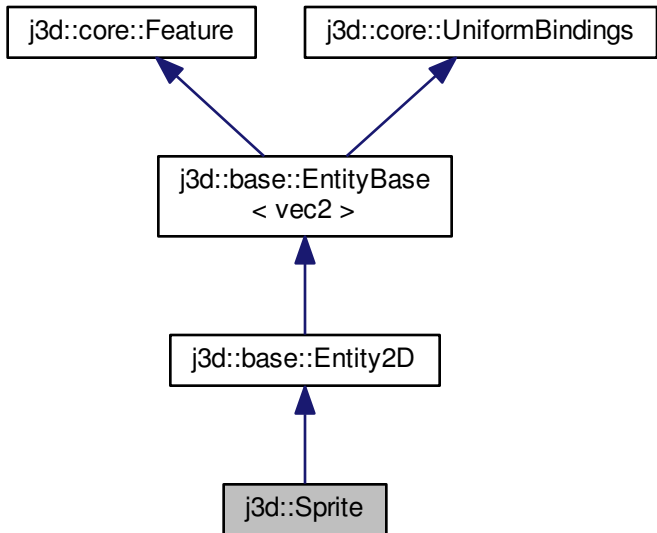 j3d::core::Feature
j3d::core::UniformBindings
j3d::base::EntityBase
< vec2 >
j3d::base::Entity2D
j3d::Sprite